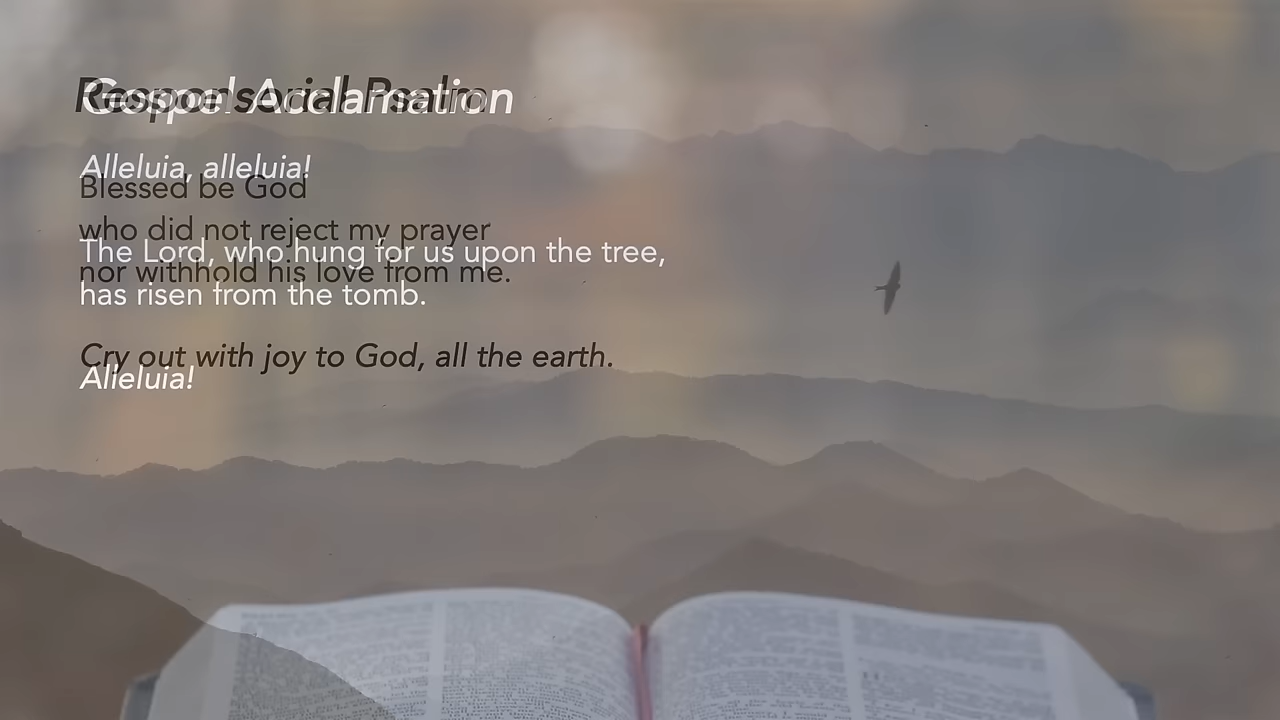 Responsorial Psalm
Gospel Acclamation
Alleluia, alleluia!
Blessed be God
who did not reject my prayer
The Lord, who hung for us upon the tree,
nor withhold his love from me.
has risen from the tomb.
Cry out with joy to God, all the earth.
Alleluia!